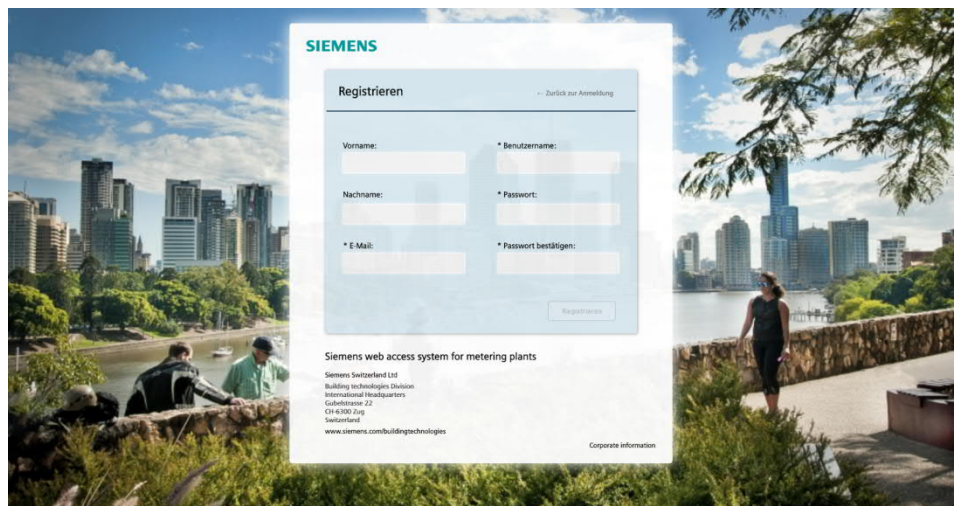 SIEMENS
Registrieren
← Zurück zur Anmeldung
Vorname:
* Benutzername:
Nachname:
* Passwort:
* E-Mail:
* Passwort bestätigen:
Registrieren
Siemens web access system for metering plants
Siemens Switzerland Ltd
Building technologies Division
International Headquarters
Gubelstrasse 22
CH-6300 Zug
Switzerland
www.siemens.com/buildingtechnologies
Corporate information